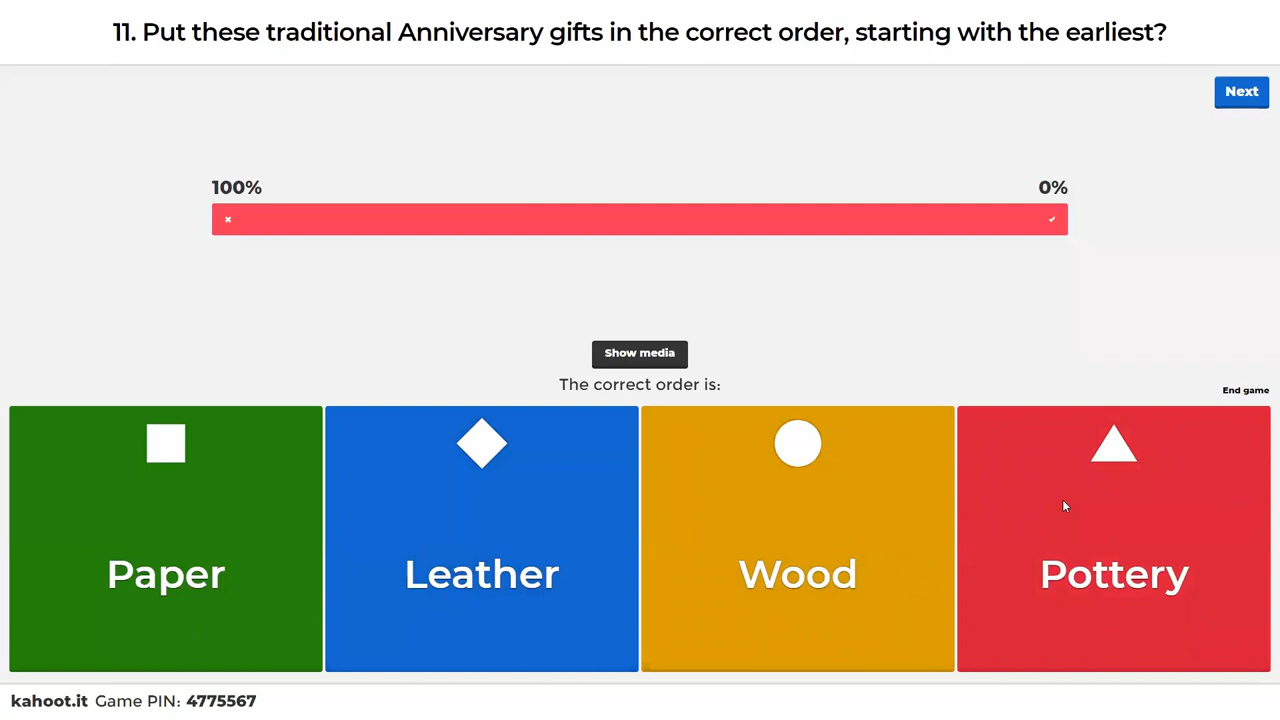 11. Put these traditional Anniversary gifts in the correct order, starting with the earliest?
Next
100%
0%
Show media
The correct order is:
End game
Paper
Leather
Wood
Pottery
kahoot.it Game PIN: 4775567